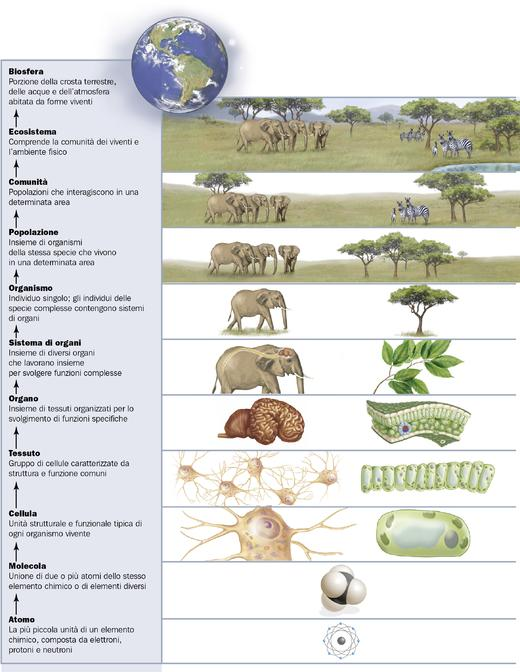 Biosfera
Porzione della crosta terrestre,
delle acque e dell'atmosfera
abitata da forme viventi
Ecosistema
Comprende la comunità dei viventi e
l'ambiente fisico
Comunità
Popolazioni che interagiscono in una
determinata area
Popolazione
Insieme di organismi
della stessa specie che vivono
in una determinata area
Organismo
Individuo singolo; gli individui delle
specie complesse contengono sistemi
di organi
Sistema di organi
Insieme di diversi organi
che lavorano insieme
per svolgere funzioni complesse
Organo
Insieme di tessuti organizzati per lo
svolgimento di funzioni specifiche
Tessuto
Gruppo di cellule caratterizzate da
struttura e funzione comuni
Cellula
Unità strutturale e funzionale tipica di
ogni organismo vivente
Molecola
Unione di due o più atomi dello stesso
elemento chimico o di elementi diversi
Atomo
La più piccola unità di un elemento
chimico, composta da elettroni,
protoni e neutroni